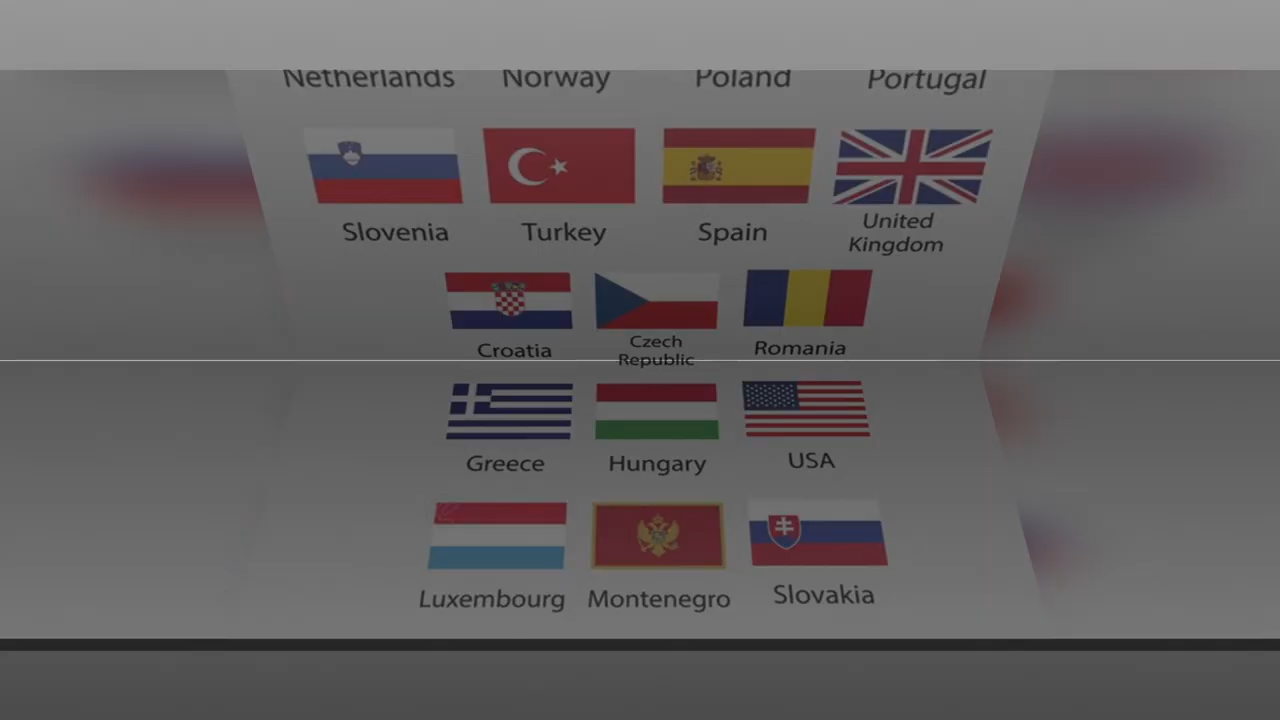 Netherlands Norway Poland Portugal
Slovenia Turkey Spain United Kingdom
Croatia Czech Republic Romania
Greece Hungary USA
Luxembourg Montenegro Slovakia